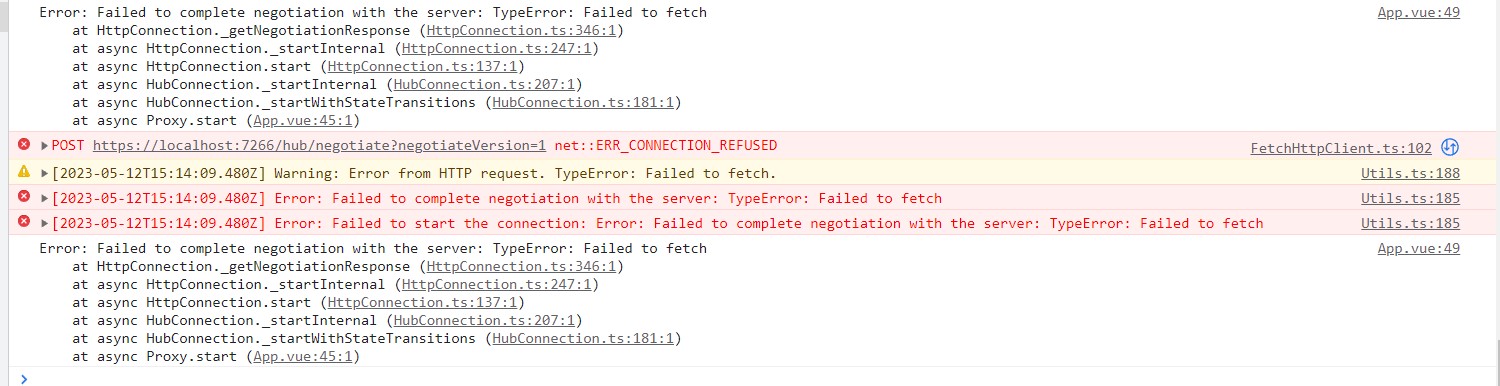 Error: Failed to complete negotiation with the server: TypeError: Failed to fetch App.vue:49
at HttpConnection._getNegotiationResponse (HttpConnection.ts:346:1)
at async HttpConnection._startInternal (HttpConnection.ts:247:1)
at async HttpConnection.start (HttpConnection.ts:137:1)
at async HubConnection._startInternal (HubConnection.ts:207:1)
at async HubConnection._startWithStateTransitions (HubConnection.ts:181:1)
at async Proxy.start (App.vue:45:1)
POST https://localhost:7266/hub/negotiate?negotiateVersion=1 net::ERR_CONNECTION_REFUSED FetchHttpClient.ts:102
[2023-05-12T15:14:09.480Z] Warning: Error from HTTP request. TypeError: Failed to fetch. Utils.ts:188
[2023-05-12T15:14:09.480Z] Error: Failed to complete negotiation with the server: TypeError: Failed to fetch Utils.ts:185
[2023-05-12T15:14:09.480Z] Error: Failed to start the connection: Error: Failed to complete negotiation with the server: TypeError: Failed to fetch Utils.ts:185
Error: Failed to complete negotiation with the server: TypeError: Failed to fetch App.vue:49
at HttpConnection._getNegotiationResponse (HttpConnection.ts:346:1)
at async HttpConnection._startInternal (HttpConnection.ts:247:1)
at async HttpConnection.start (HttpConnection.ts:137:1)
at async HubConnection._startInternal (HubConnection.ts:207:1)
at async HubConnection._startWithStateTransitions (HubConnection.ts:181:1)
at async Proxy.start (App.vue:45:1)